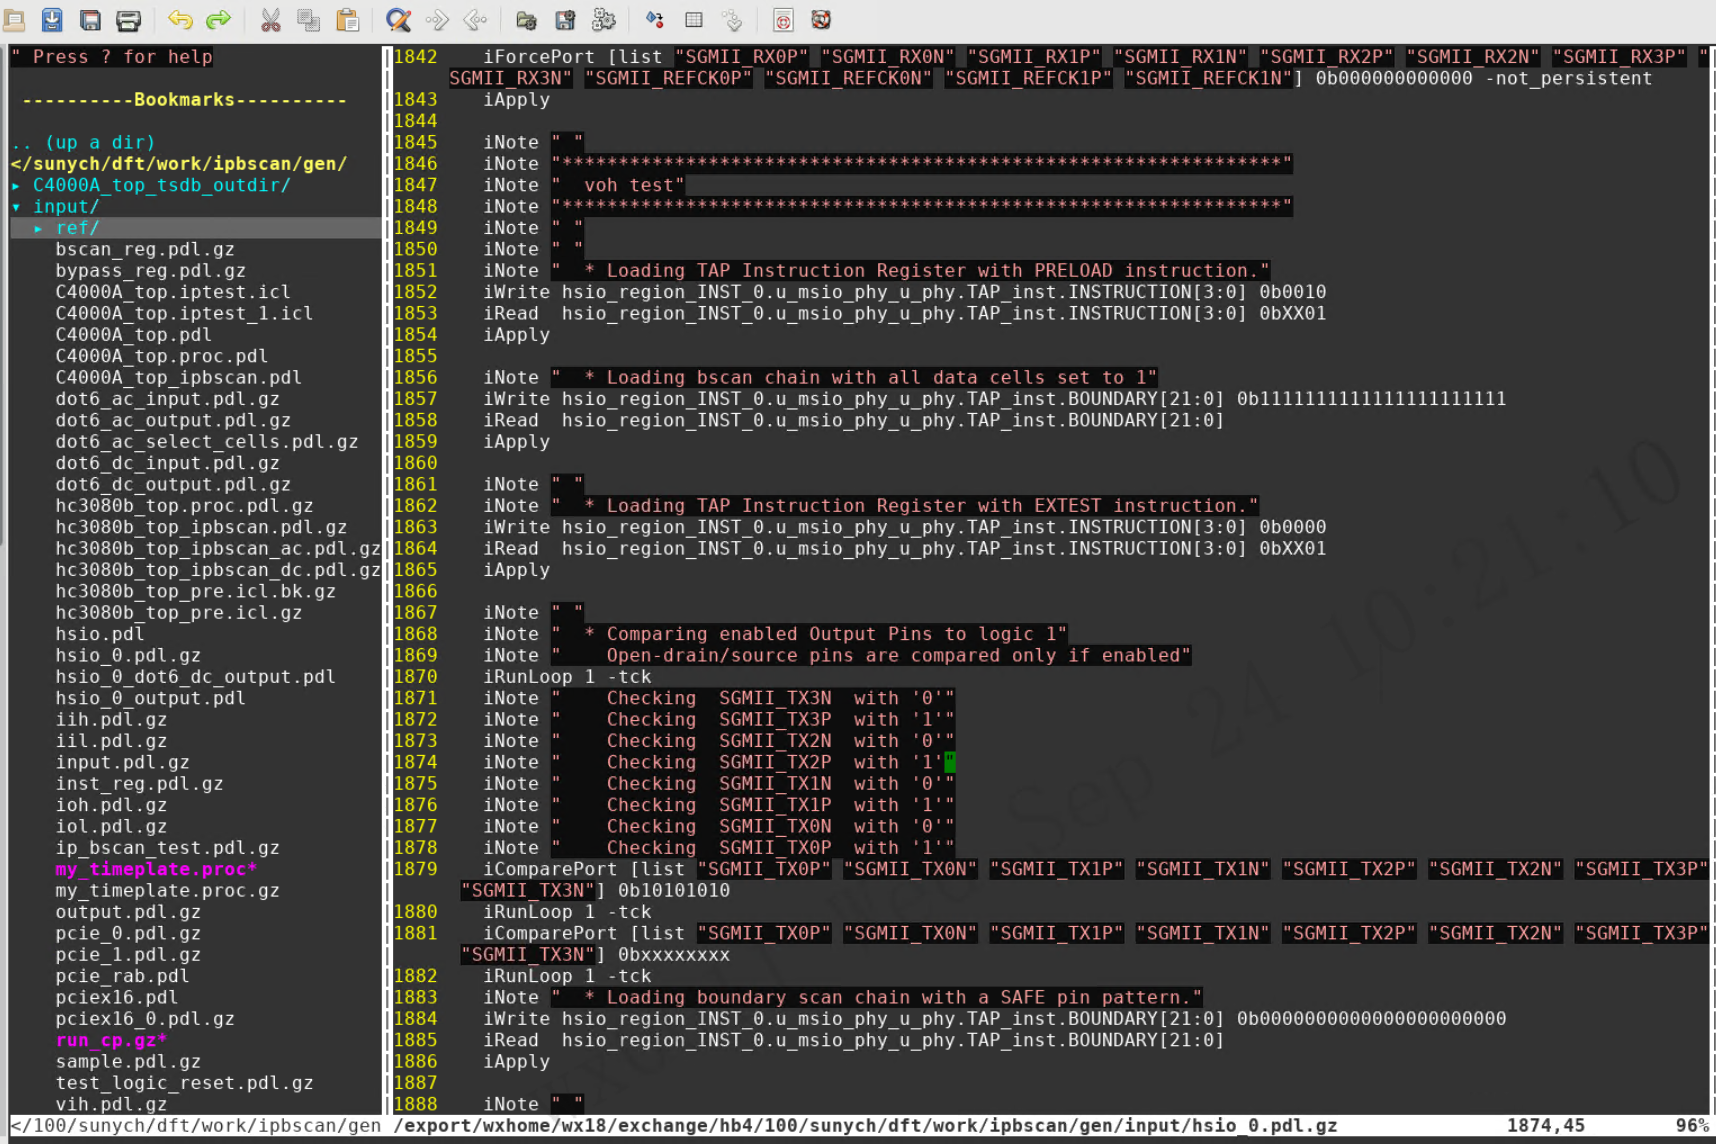 " Press ? for help
----------Bookmarks----------
.. (up a dir)
</sunych/dft/work/ipbscan/gen/
▸ C4000A_top_tsdb_outdir/
▾ input/
▸ ref/
bscan_reg.pdl.gz
bypass_reg.pdl.gz
C4000A_top.iptest.icl
C4000A_top.iptest_1.icl
C4000A_top.pdl
C4000A_top.proc.pdl
C4000A_top_ipbscan.pdl
dot6_ac_input.pdl.gz
dot6_ac_output.pdl.gz
dot6_ac_select_cells.pdl.gz
dot6_dc_input.pdl.gz
dot6_dc_output.pdl.gz
hc3080b_top.proc.pdl.gz
hc3080b_top_ipbscan.pdl.gz
hc3080b_top_ipbscan_ac.pdl.gz
hc3080b_top_ipbscan_dc.pdl.gz
hc3080b_top_pre.icl.bk.gz
hc3080b_top_pre.icl.gz
hsio.pdl
hsio_0.pdl.gz
hsio_0_dot6_dc_output.pdl
hsio_0_output.pdl
iih.pdl.gz
iil.pdl.gz
input.pdl.gz
inst_reg.pdl.gz
ioh.pdl.gz
iol.pdl.gz
ip_bscan_test.pdl.gz
my_timeplate.proc*
my_timeplate.proc.gz
output.pdl.gz
pcie_0.pdl.gz
pcie_1.pdl.gz
pcie_rab.pdl
pciex16.pdl
pciex16_0.pdl.gz
run_cp.gz*
sample.pdl.gz
test_logic_reset.pdl.gz
vih.pdl.gz
</100/sunych/dft/work/ipbscan/gen
1842 iForcePort [list "SGMII_RX0P" "SGMII_RX0N" "SGMII_RX1P" "SGMII_RX1N" "SGMII_RX2P" "SGMII_RX2N" "SGMII_RX3P" "
SGMII_RX3N" "SGMII_REFCK0P" "SGMII_REFCK0N" "SGMII_REFCK1P" "SGMII_REFCK1N"] 0b000000000000 -not_persistent
1843 iApply
1844
1845 iNote " "
1846 iNote "****************************************************************"
1847 iNote "  voh test"
1848 iNote "****************************************************************"
1849 iNote " "
1850 iNote " "
1851 iNote "  * Loading TAP Instruction Register with PRELOAD instruction."
1852 iWrite hsio_region_INST_0.u_msio_phy_u_phy.TAP_inst.INSTRUCTION[3:0] 0b0010
1853 iRead  hsio_region_INST_0.u_msio_phy_u_phy.TAP_inst.INSTRUCTION[3:0] 0bXX01
1854 iApply
1855
1856 iNote "  * Loading bscan chain with all data cells set to 1"
1857 iWrite hsio_region_INST_0.u_msio_phy_u_phy.TAP_inst.BOUNDARY[21:0] 0b1111111111111111111111
1858 iRead  hsio_region_INST_0.u_msio_phy_u_phy.TAP_inst.BOUNDARY[21:0]
1859 iApply
1860
1861 iNote " "
1862 iNote "  * Loading TAP Instruction Register with EXTEST instruction."
1863 iWrite hsio_region_INST_0.u_msio_phy_u_phy.TAP_inst.INSTRUCTION[3:0] 0b0000
1864 iRead  hsio_region_INST_0.u_msio_phy_u_phy.TAP_inst.INSTRUCTION[3:0] 0bXX01
1865 iApply
1866
1867 iNote " "
1868 iNote "  * Comparing enabled Output Pins to logic 1"
1869 iNote "    Open-drain/source pins are compared only if enabled"
1870 iRunLoop 1 -tck
1871 iNote "    Checking  SGMII_TX3N  with '0'"
1872 iNote "    Checking  SGMII_TX3P  with '1'"
1873 iNote "    Checking  SGMII_TX2N  with '0'"
1874 iNote "    Checking  SGMII_TX2P  with '1'"
1875 iNote "    Checking  SGMII_TX1N  with '0'"
1876 iNote "    Checking  SGMII_TX1P  with '1'"
1877 iNote "    Checking  SGMII_TX0N  with '0'"
1878 iNote "    Checking  SGMII_TX0P  with '1'"
1879 iComparePort [list "SGMII_TX0P" "SGMII_TX0N" "SGMII_TX1P" "SGMII_TX1N" "SGMII_TX2P" "SGMII_TX2N" "SGMII_TX3P"
"SGMII_TX3N"] 0b10101010
1880 iRunLoop 1 -tck
1881 iComparePort [list "SGMII_TX0P" "SGMII_TX0N" "SGMII_TX1P" "SGMII_TX1N" "SGMII_TX2P" "SGMII_TX2N" "SGMII_TX3P"
"SGMII_TX3N"] 0bxxxxxxxx
1882 iRunLoop 1 -tck
1883 iNote "  * Loading boundary scan chain with a SAFE pin pattern."
1884 iWrite hsio_region_INST_0.u_msio_phy_u_phy.TAP_inst.BOUNDARY[21:0] 0b0000000000000000000000
1885 iRead  hsio_region_INST_0.u_msio_phy_u_phy.TAP_inst.BOUNDARY[21:0]
1886 iApply
1887
1888 iNote " "
/export/wxhome/wx18/exchange/hb4/100/sunych/dft/work/ipbscan/gen/input/hsio_0.pdl.gz 1874,45 96%
Wed Sep 24 10:21:10